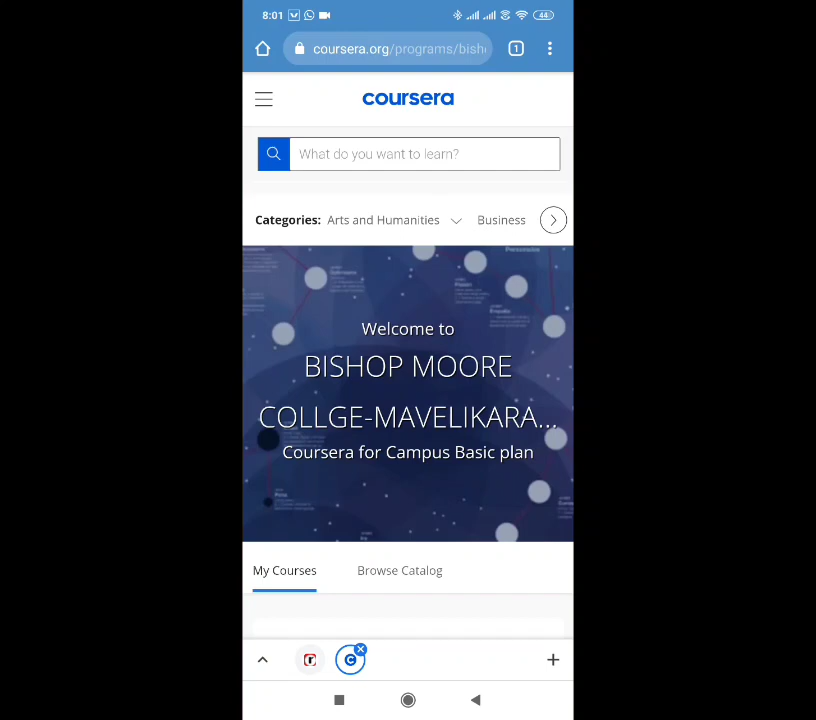 8:01 44
coursera.org/programs/bish
1
coursera
What do you want to learn?
Categories: Arts and Humanities Business
Welcome to
BISHOP MOORE
COLLGE-MAVELIKARA...
Coursera for Campus Basic plan
My Courses Browse Catalog